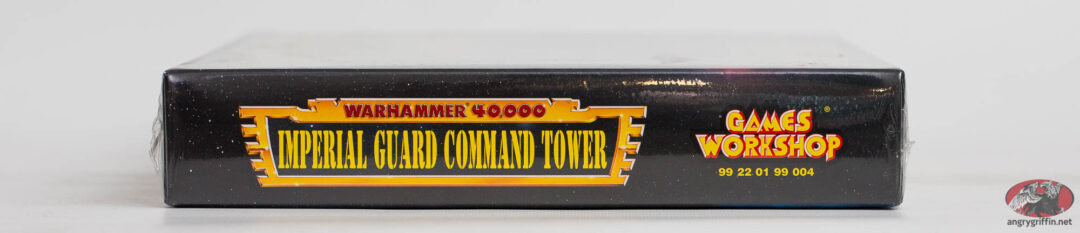 WARHAMMER 40,000
IMPERIAL GUARD COMMAND TOWER
GAMES ®
WORKSHOP
99 22 01 99 004
angrygriffin.net